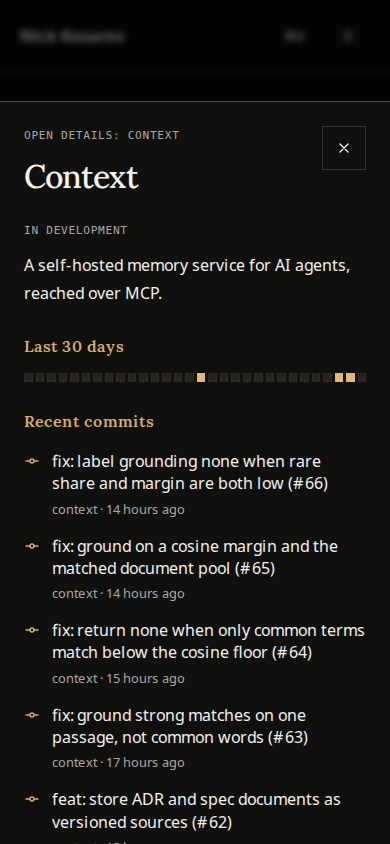 Nick Kosarev
RU
OPEN DETAILS: CONTEXT
Context
IN DEVELOPMENT
A self-hosted memory service for AI agents,
reached over MCP.
Last 30 days
Recent commits
fix: label grounding none when rare
share and margin are both low (#66)
context · 14 hours ago
fix: ground on a cosine margin and the
matched document pool (#65)
context · 14 hours ago
fix: return none when only common terms
match below the cosine floor (#64)
context · 15 hours ago
fix: ground strong matches on one
passage, not common words (#63)
context · 17 hours ago
feat: store ADR and spec documents as
versioned sources (#62)